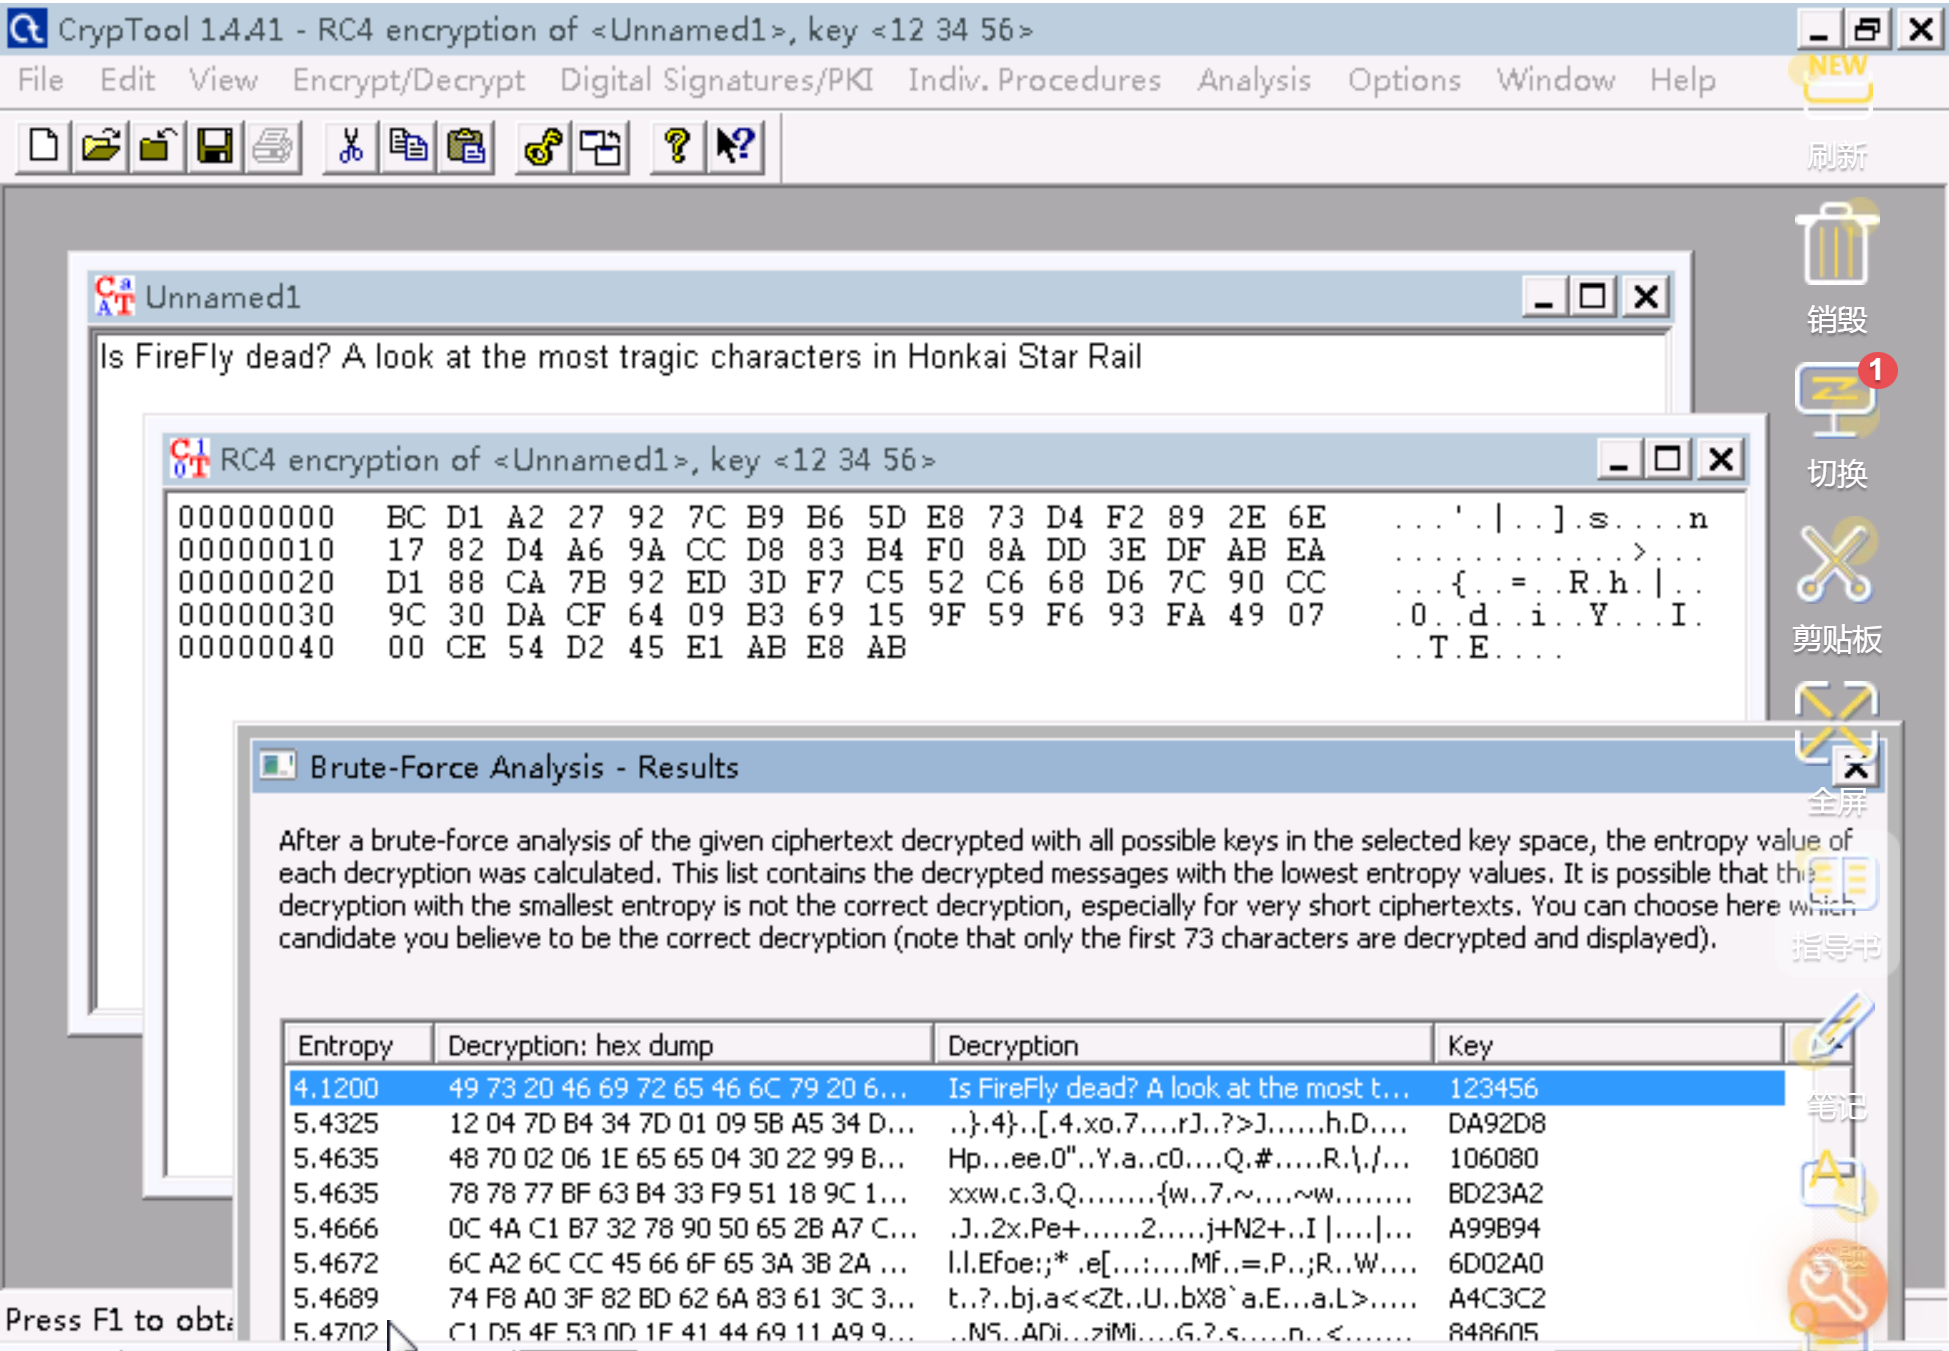 CrypTool 1.4.41 - RC4 encryption of <Unnamed1>, key <12 34 56>
File Edit View Encrypt/Decrypt Digital Signatures/PKI Indiv. Procedures Analysis Options Window Help
NEW
刷新
销毁
1
切换
剪贴板
全屏
指导书
笔记
Unnamed1
Is FireFly dead? A look at the most tragic characters in Honkai Star Rail
RC4 encryption of <Unnamed1>, key <12 34 56>
00000000 BC D1 A2 27 92 7C B9 B6 5D E8 73 D4 F2 89 2E 6E ...'.|..].s....n
00000010 17 82 D4 A6 9A CC D8 83 B4 F0 8A DD 3E DF AB EA ............>...
00000020 D1 88 CA 7B 92 ED 3D F7 C5 52 C6 68 D6 7C 90 CC ...{..=..R.h.|..
00000030 9C 30 DA CF 64 09 B3 69 15 9F 59 F6 93 FA 49 07 .0..d..i..Y...I.
00000040 00 CE 54 D2 45 E1 AB E8 AB ..T.E....
Brute-Force Analysis - Results
After a brute-force analysis of the given ciphertext decrypted with all possible keys in the selected key space, the entropy value of
each decryption was calculated. This list contains the decrypted messages with the lowest entropy values. It is possible that the
decryption with the smallest entropy is not the correct decryption, especially for very short ciphertexts. You can choose here which
candidate you believe to be the correct decryption (note that only the first 73 characters are decrypted and displayed).
Entropy Decryption: hex dump Decryption Key
4.1200 49 73 20 46 69 72 65 46 6C 79 20 6... Is FireFly dead? A look at the most t... 123456
5.4325 12 04 7D B4 34 7D 01 09 5B A5 34 D... ..}.4}..[.4.xo.7....rJ..?>J......h.D.... DA92D8
5.4635 48 70 02 06 1E 65 65 04 30 22 99 B... Hp...ee.0"..Y.a..c0....Q.#.....R.\./... 106080
5.4635 78 78 77 BF 63 B4 33 F9 51 18 9C 1... xxw.c.3.Q........{w..7.~....~w........ BD23A2
5.4666 0C 4A C1 B7 32 78 90 50 65 2B A7 C... .J..2x.Pe+......2.....j+N2+..I|....|... A99B94
5.4672 6C A2 6C CC 45 66 6F 65 3A 3B 2A ... l.l.Efoe:;* .e[...:....Mf..=.P..;R..W.... 6D02A0
5.4689 74 F8 A0 3F 82 BD 62 6A 83 61 3C 3... t..?..bj.a<<Zt..U..bX8`a.E...a.L>..... A4C3C2
5.4702 C1 D5 4E 53 0D 1F 41 44 69 11 A9 9... ..NS..ADi...ziMi....G.?.s.....n..<....... 848605
Press F1 to obta